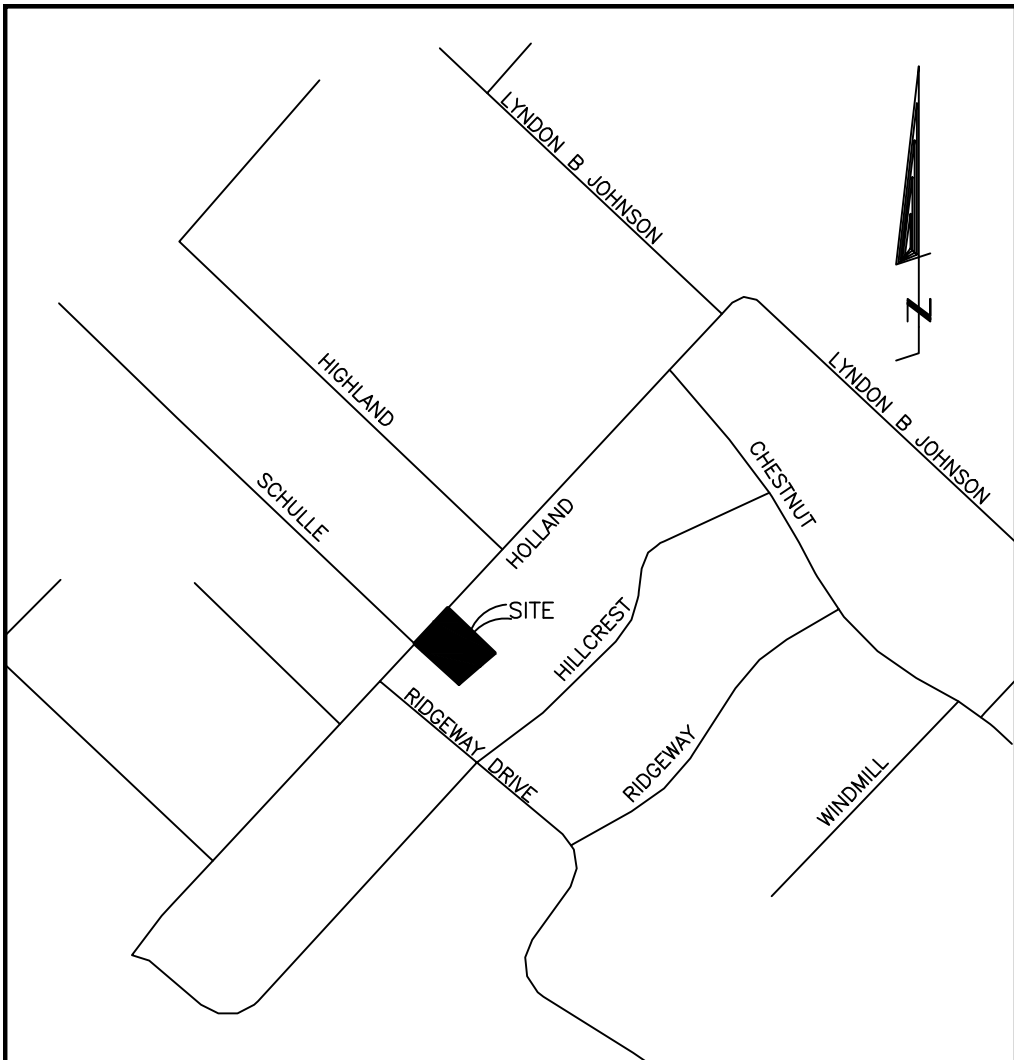 LYNDON B JOHNSON
HIGHLAND
LYNDON B JOHNSON
SCHULLE
HOLLAND
CHESTNUT
SITE
HILLCREST
RIDGEWAY DRIVE
RIDGEWAY
WINDMILL
N